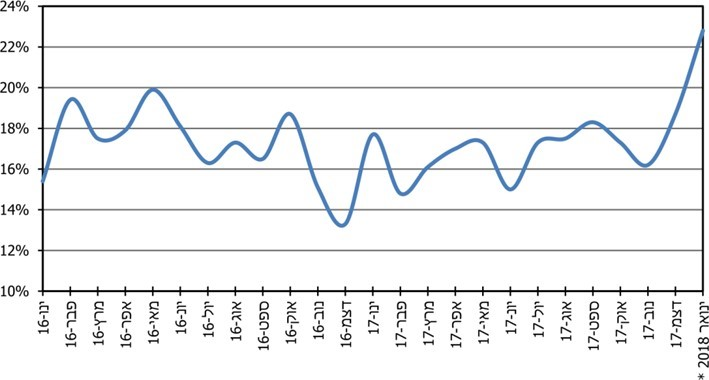 24%
22%
20%
18%
16%
14%
12%
10%
ינו-16
פבר-16
מרץ-16
אפר-16
מאי-16
יונ-16
יול-16
אוג-16
ספט-16
אוק-16
נוב-16
דצמ-16
ינו-17
פבר-17
מרץ-17
אפר-17
מאי-17
יונ-17
יול-17
אוג-17
ספט-17
אוק-17
נוב-17
דצמ-17
ינואר 2018 *